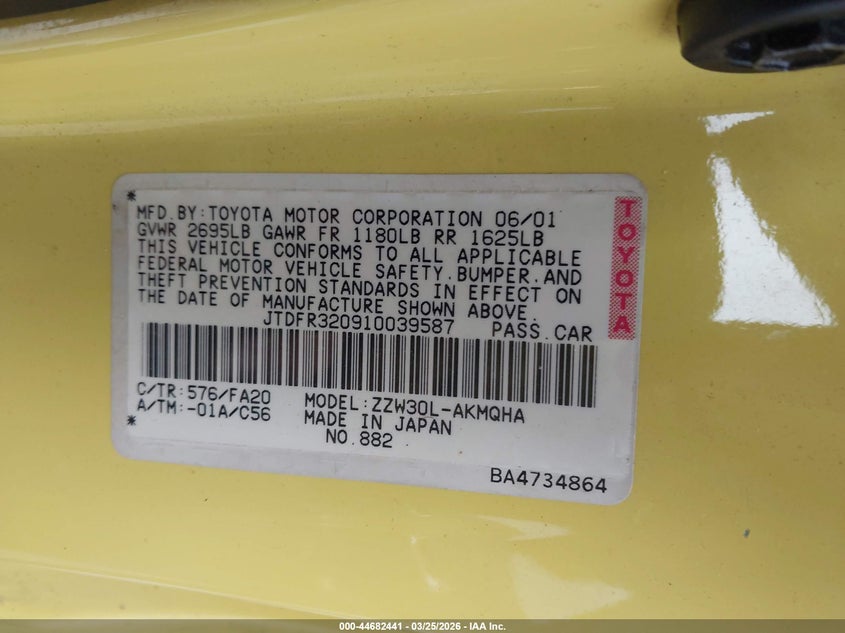 MFD.BY:TOYOTA MOTOR CORPORATION 06/01
GVWR 2695LB GAWR FR 1180LB RR 1625LB
THIS VEHICLE CONFORMS TO ALL APPLICABLE
FEDERAL MOTOR VEHICLE SAFETY.BUMPER.AND
THEFT PREVENTION STANDARDS IN EFFECT ON
THE DATE OF MANUFACTURE SHOWN ABOVE.
JTDFR320910039587 PASS.CAR
TOYOTA
C/TR:576/FA20 MODEL:ZZW30L-AKMQHA
A/TM:-01A/C56 MADE IN JAPAN
NO.882
BA4734864
000-44682441 - 03/25/2026 - IAA Inc.